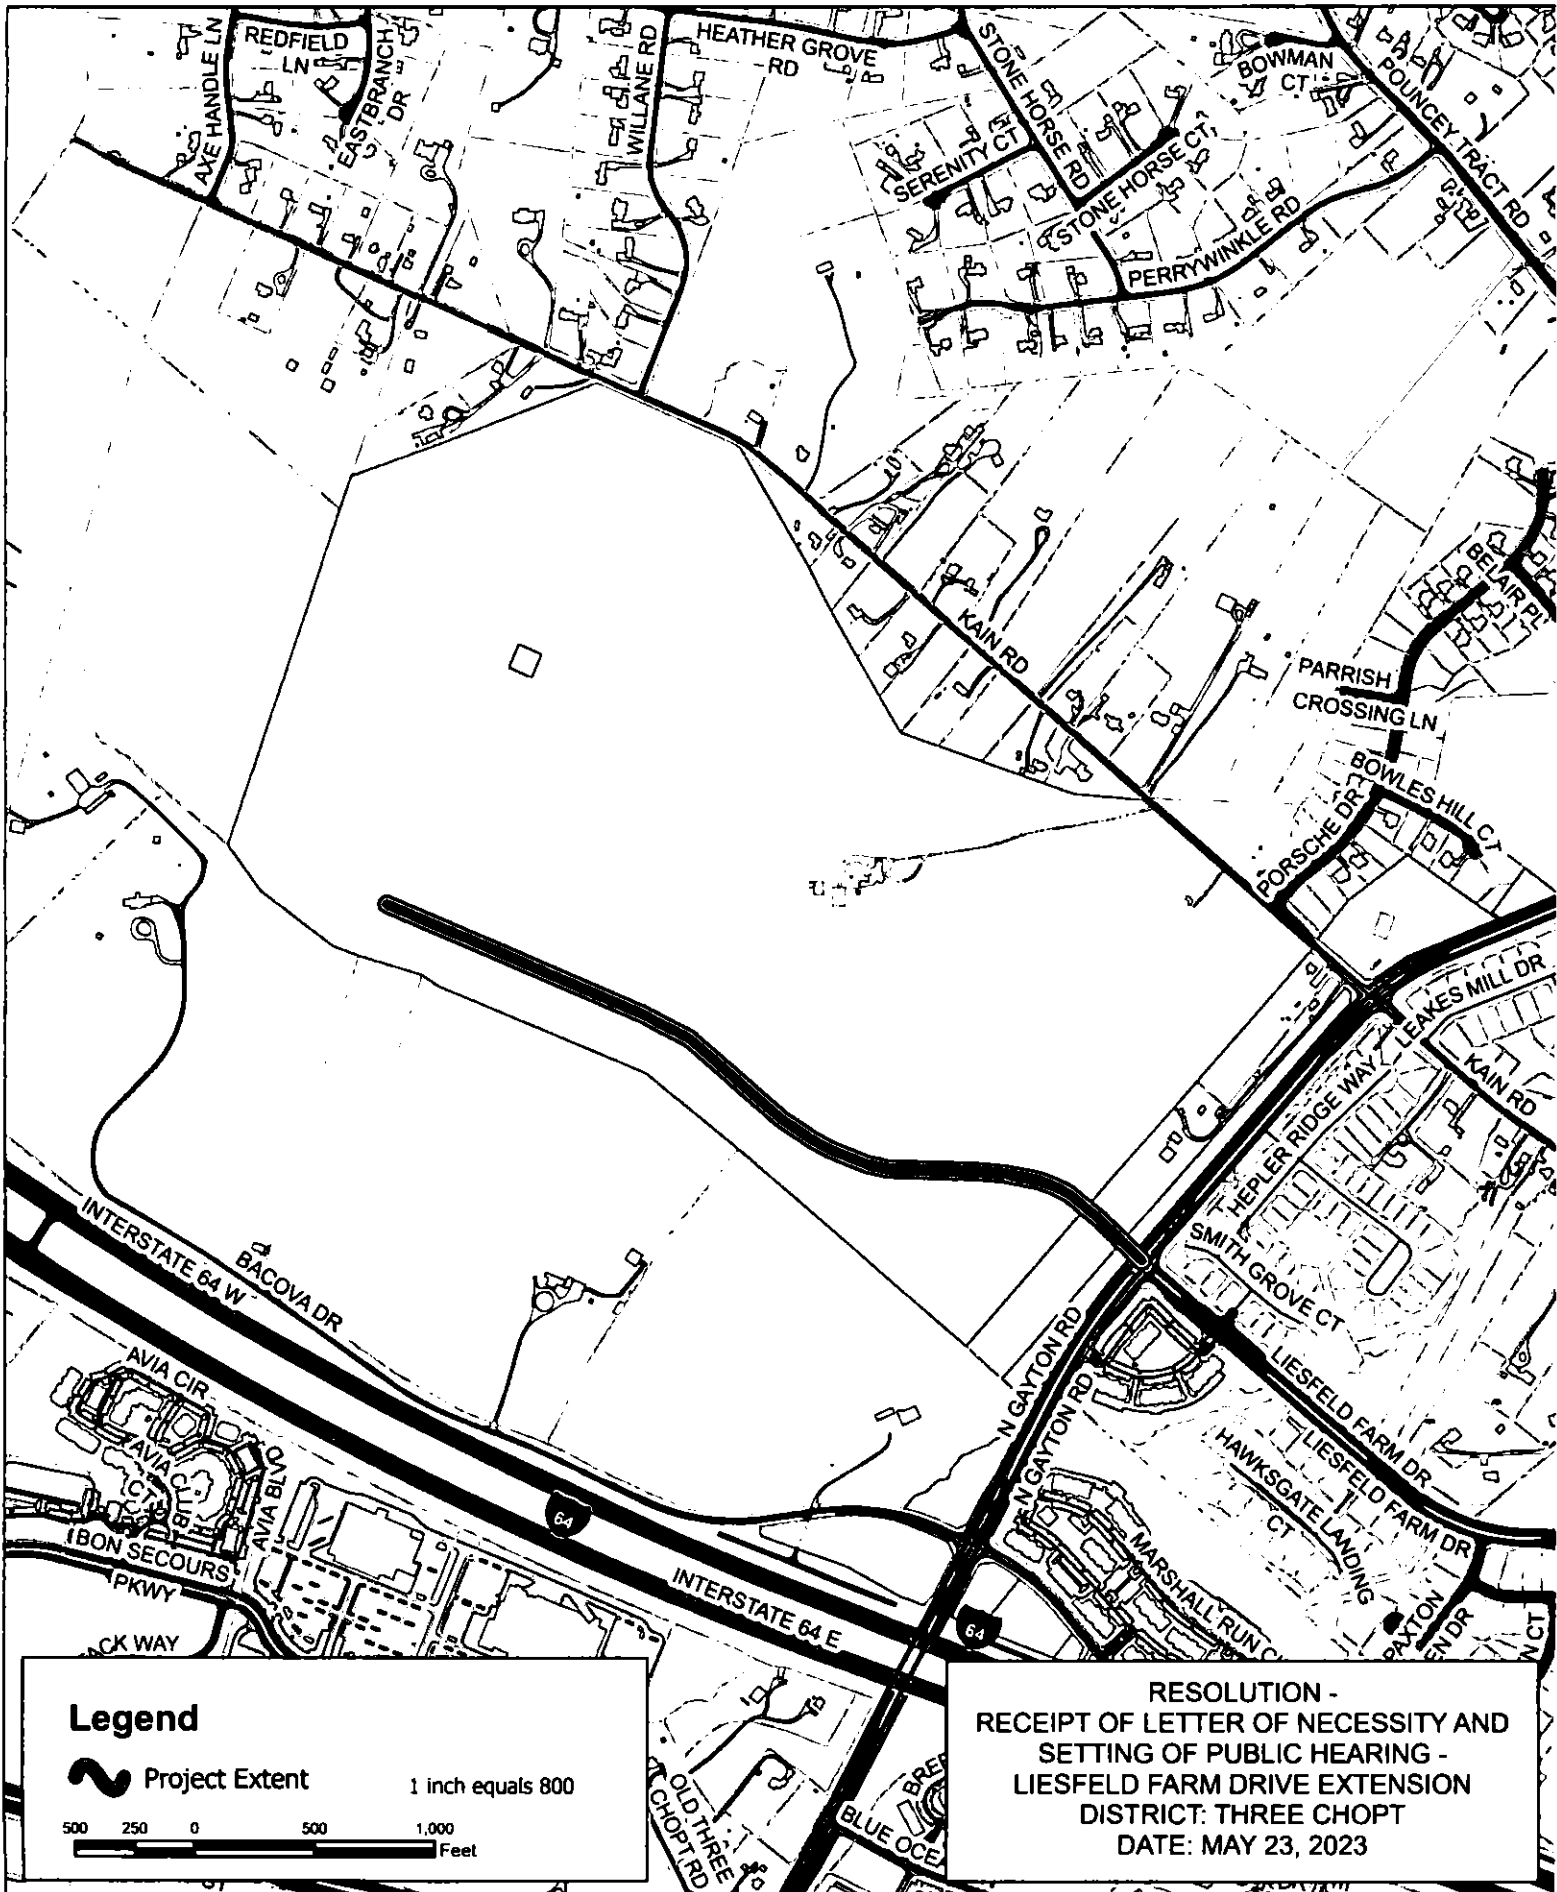 REDFIELD
LN
AXE HANDLE LN
EASTBRANCH
DR
WILLANE RD
HEATHER GROVE
RD
STONE HORSE RD
BOWMAN
CT
POUNCEY TRACT RD
SERENITY CT
STONE HORSE CT
PERRYWINKLE RD
KAIN RD
BELAIR PL
PARRISH
CROSSING LN
BOWLES HILL CT
PORSCHE DR
LEAKES MILL DR
KAIN RD
HEPLER RIDGE WAY
SMITH GROVE CT
INTERSTATE 64 W
BACOVA DR
N GAYTON RD
N GAYTON RD
LIESFELD FARM DR
LIESFELD FARM DR
HAWKSGATE LANDING
CT
AVIA CIR
AVIA CLUB
CT
AVIA BLVD
BON SECOURS
PKWY
64
INTERSTATE 64 E
64
MARSHALL RUN
PAXTON
DR
CT
ACK WAY
OLD THREE
CHOPT RD
BLUE
Legend
Project Extent
1 inch equals 800
500 250 0 500 1,000
Feet
RESOLUTION -
RECEIPT OF LETTER OF NECESSITY AND
SETTING OF PUBLIC HEARING -
LIESFELD FARM DRIVE EXTENSION
DISTRICT: THREE CHOPT
DATE: MAY 23, 2023